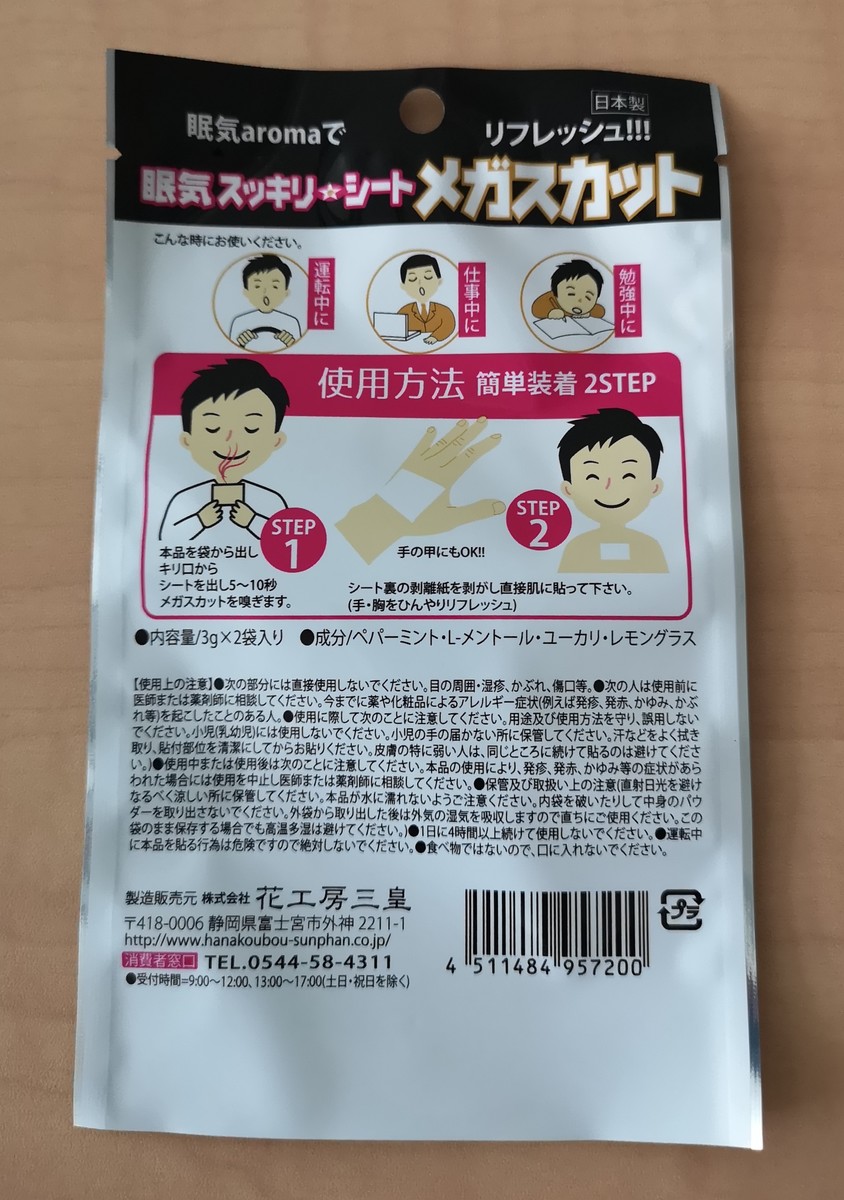 日本製
眠気aromaで リフレッシュ!!!
眠気スッキリ☆シート メガスカット
こんな時にお使いください。
運転中に
仕事中に
勉強中に
使用方法 簡単装着 2STEP
STEP 1
本品を袋から出し
キリ口から
シートを出し5～10秒
メガスカットを嗅ぎます。
手の甲にもOK!!
STEP 2
シート裏の剥離紙を剥がし直接肌に貼って下さい。
(手・胸をひんやりリフレッシュ)
●内容量/3g×2袋入り ●成分/ペパーミント・L-メントール・ユーカリ・レモングラス
【使用上の注意】●次の部分には直接使用しないでください。目の周囲・湿疹、かぶれ、傷口等。●次の人は使用前に
医師または薬剤師に相談してください。今までに薬や化粧品によるアレルギー症状(例えば発疹、発赤、かゆみ、かぶ
れ等)を起こしたことのある人。●使用に際して次のことに注意してください。用途及び使用方法を守り、誤用しない
でください。小児(乳幼児)には使用しないでください。小児の手の届かない所に保管してください。汗などをよく拭き
取り、貼付部位を清潔にしてからお貼りください。皮膚の特に弱い人は、同じところに続けて貼るのは避けてくださ
い。)●使用中または使用後は次のことに注意してください。本品の使用により、発疹、発赤、かゆみ等の症状があら
われた場合には使用を中止し医師または薬剤師に相談してください。●保管及び取扱い上の注意(直射日光を避け
なるべく涼しい所に保管してください。本品が水に濡れないようご注意ください。内袋を破いたりして中身のパウ
ダーを取り出さないでください。外袋から取り出した後は外気の湿気を吸収しますので直ちにご使用ください。この
袋のまま保存する場合でも高温多湿は避けてください。)●1日に4時間以上続けて使用しないでください。●運転中
に本品を貼る行為は危険ですので絶対しないでください。●食べ物ではないので、口に入れないでください。
製造販売元 株式会社 花工房三皇
〒418-0006 静岡県富士宮市外神 2211-1
http://www.hanakoubou-sunphan.co.jp/
消費者窓口 TEL.0544-58-4311
●受付時間=9:00～12:00、13:00～17:00(土日・祝日を除く)
4 511484 957200
プラ